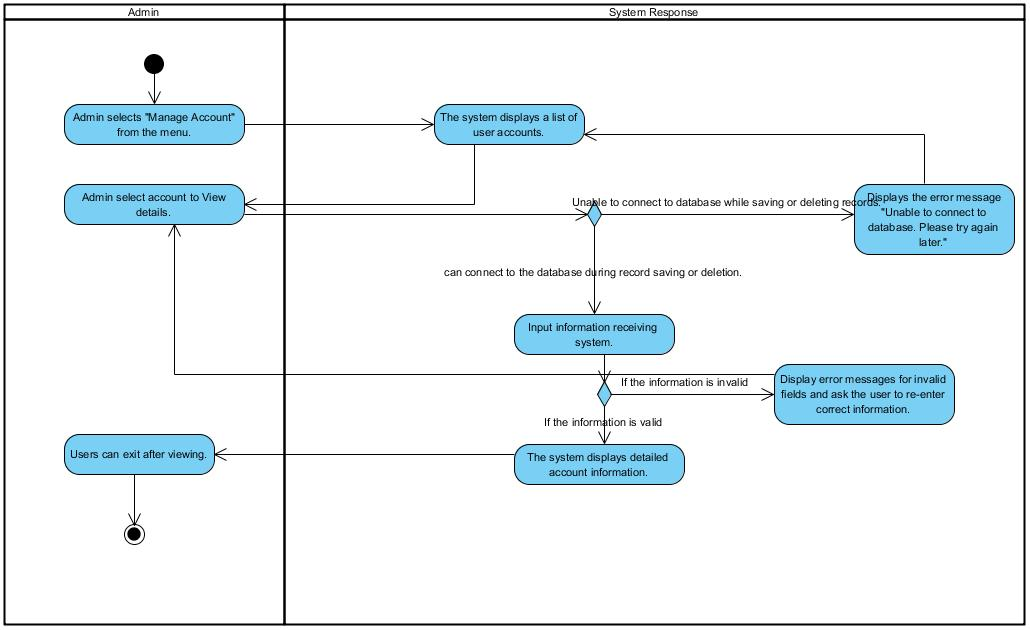 Admin
System Response
Admin selects "Manage Account"
from the menu.
The system displays a list of
user accounts.
Admin select account to View
details.
Unable to connect to database while saving or deleting records.
Displays the error message
"Unable to connect to
database. Please try again
later."
can connect to the database during record saving or deletion.
Input information receiving
system.
If the information is invalid
Display error messages for invalid
fields and ask the user to re-enter
correct information.
If the information is valid
Users can exit after viewing.
The system displays detailed
account information.